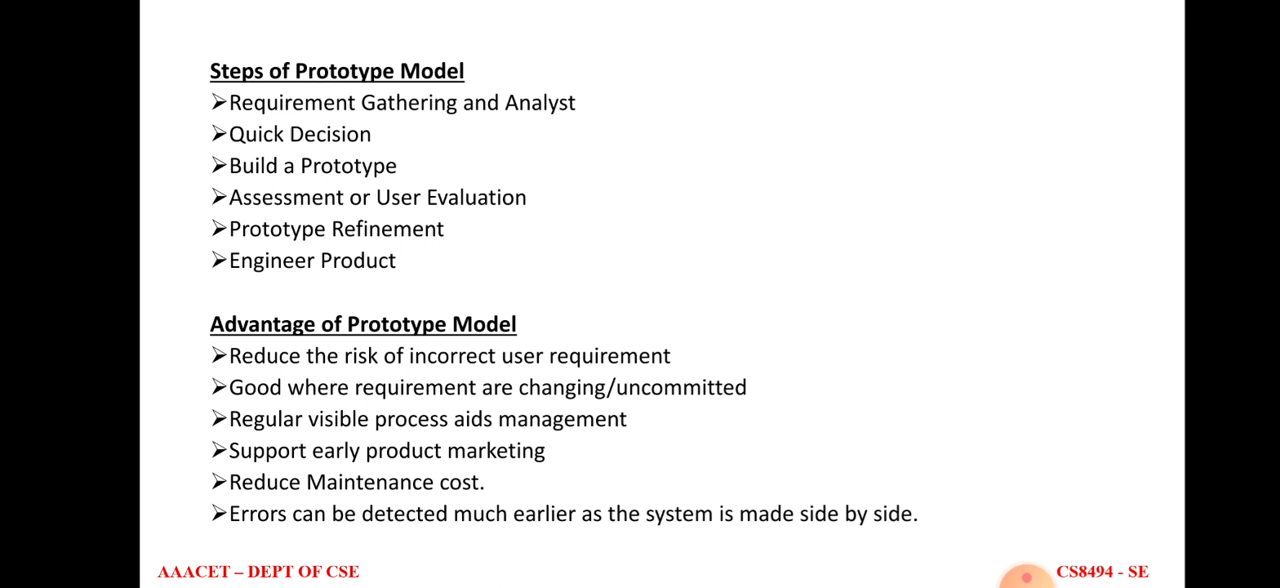 Steps of Prototype Model
➢Requirement Gathering and Analyst
➢Quick Decision
➢Build a Prototype
➢Assessment or User Evaluation
➢Prototype Refinement
➢Engineer Product
Advantage of Prototype Model
➢Reduce the risk of incorrect user requirement
➢Good where requirement are changing/uncommitted
➢Regular visible process aids management
➢Support early product marketing
➢Reduce Maintenance cost.
➢Errors can be detected much earlier as the system is made side by side.
AAACET – DEPT OF CSE
CS8494 - SE